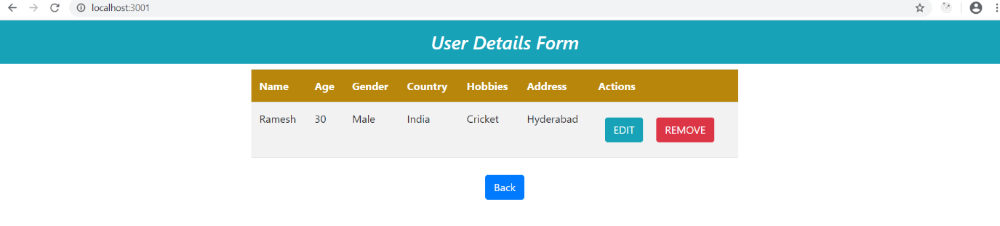 localhost:3001
User Details Form
Name Age Gender Country Hobbies Address Actions
Ramesh 30 Male India Cricket Hyderabad EDIT REMOVE
Back